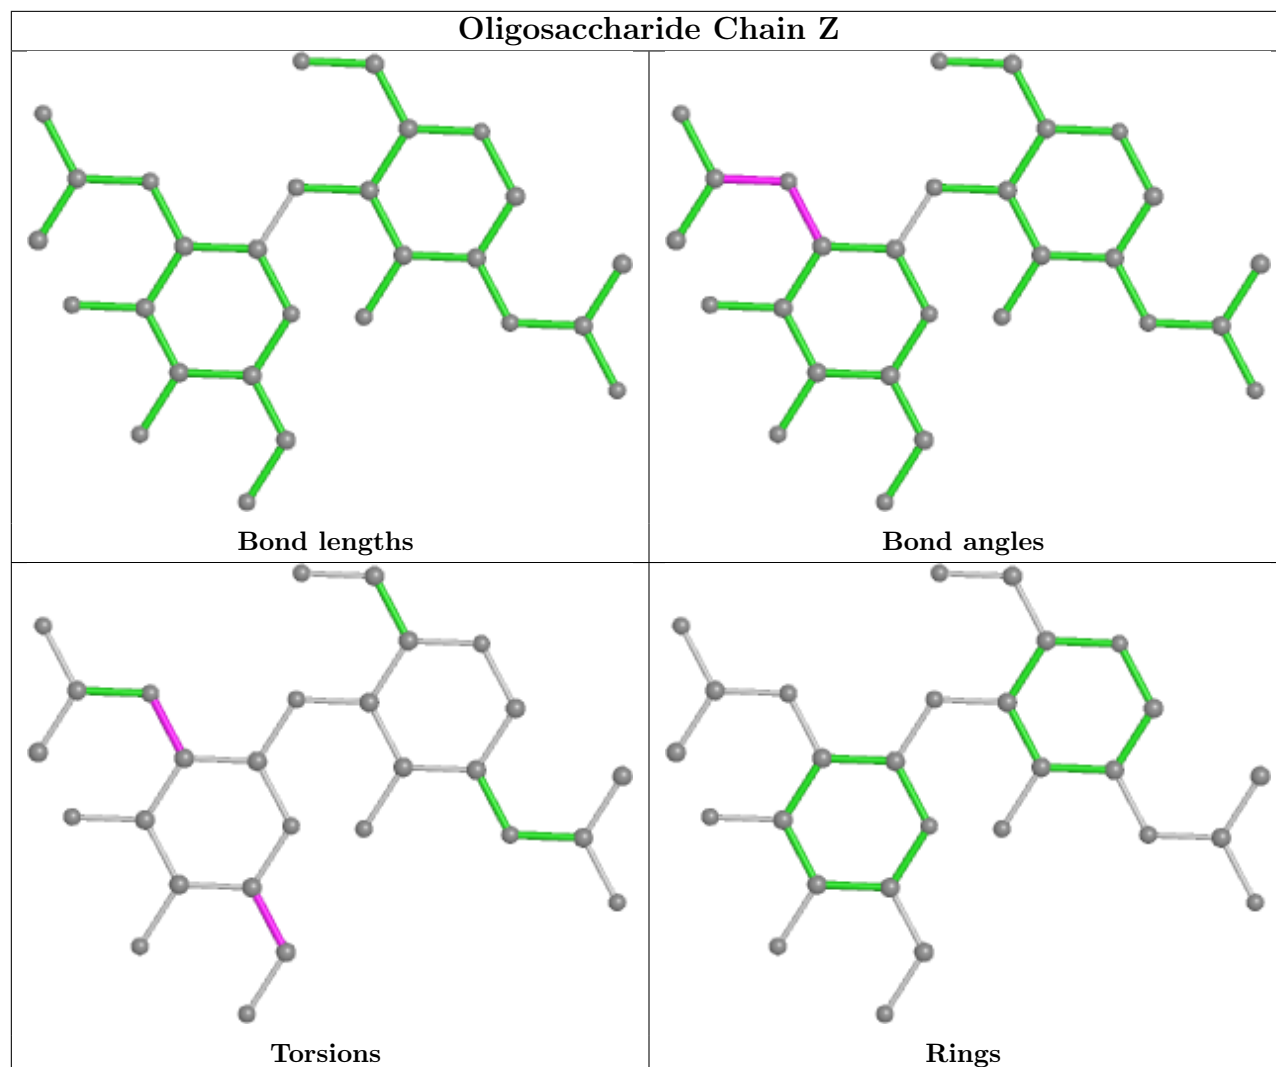 Oligosaccharide Chain Z
Bond lengths
Bond angles
Torsions
Rings